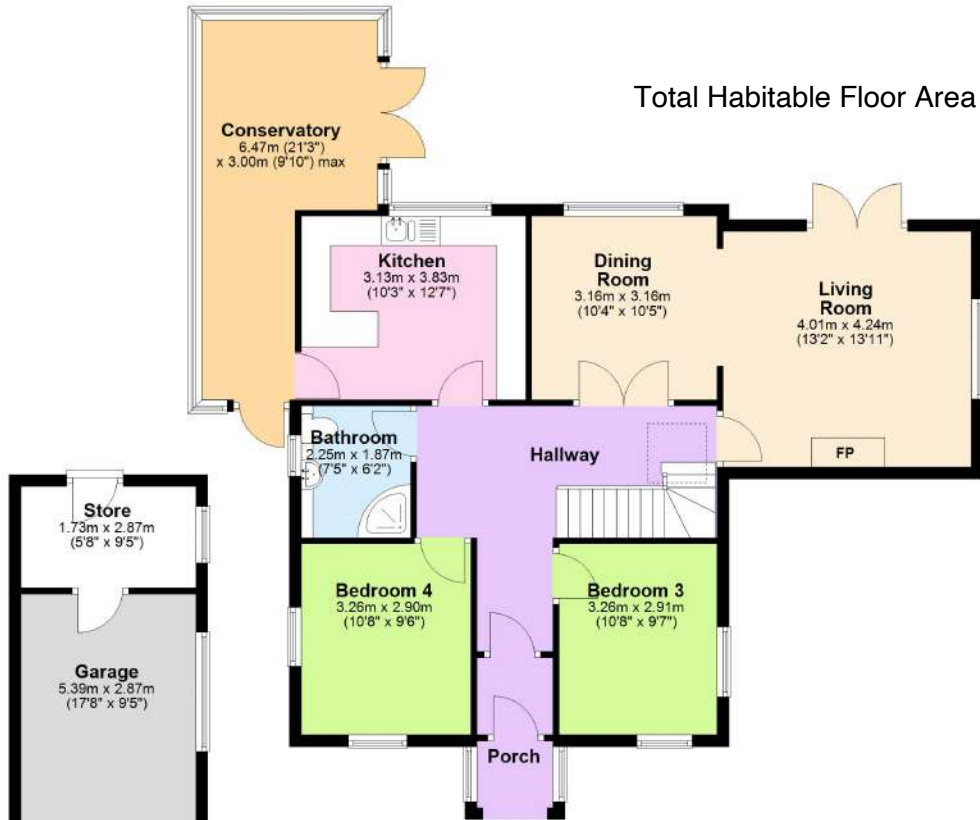 Total Habitable Floor Area
Conservatory
6.47m (21'3")
x 3.00m (9'10") max
Kitchen
3.13m x 3.83m
(10'3" x 12'7")
Dining
Room
3.16m x 3.16m
(10'4" x 10'5")
Living
Room
4.01m x 4.24m
(13'2" x 13'11")
Bathroom
2.25m x 1.87m
(7'5" x 6'2")
Hallway
FP
Store
1.73m x 2.87m
(5'8" x 9'5")
Bedroom 4
3.26m x 2.90m
(10'8" x 9'6")
Bedroom 3
3.26m x 2.91m
(10'8" x 9'7")
Garage
5.39m x 2.87m
(17'8" x 9'5")
Porch